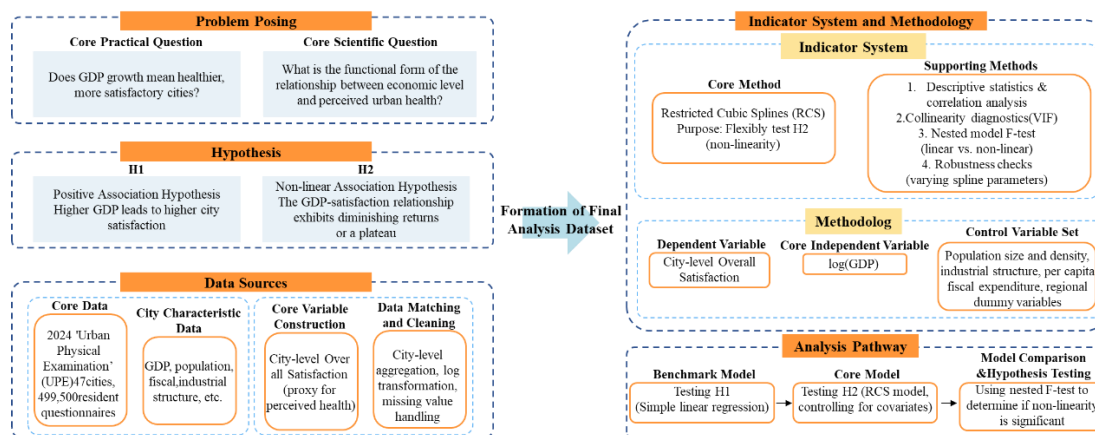 Problem Posing
Core Practical Question
Does GDP growth mean healthier,
more satisfactory cities?
Core Scientific Question
What is the functional form of the
relationship between economic level
and perceived urban health?
Hypothesis
H1
Positive Association Hypothesis
Higher GDP leads to higher city
satisfaction
H2
Non-linear Association Hypothesis
The GDP-satisfaction relationship
exhibits diminishing returns
or a plateau
Data Sources
Core Data
2024 'Urban
Physical
Examination'
(UPE)47cities,
499,500resident
questionnaires
City Characteristic
Data
GDP, population,
fiscal,industrial
structure, etc.
Core Variable
Construction
City-level Over
all Satisfaction
(proxy for
perceived health)
Data Matching
and Cleaning
City-level
aggregation, log
transformation,
missing value
handling
Formation of Final
Analysis Dataset
Indicator System and Methodology
Indicator System
Core Method
Restricted Cubic Splines (RCS)
Purpose: Flexibly test H2
(non-linearity)
Supporting Methods
1. Descriptive statistics &
correlation analysis
2.Collinearity diagnostics(VIF)
3. Nested model F-test
(linear vs. non-linear)
4. Robustness checks
(varying spline parameters)
Methodolog
Dependent Variable
City-level Overall
Satisfaction
Core Independent Variable
log(GDP)
Control Variable Set
Population size and density,
industrial structure, per capita
fiscal expenditure, regional
dummy variables
Analysis Pathway
Benchmark Model
Testing H1
(Simple linear regression)
Core Model
Testing H2 (RCS model,
controlling for covariates)
Model Comparison
&Hypothesis Testing
Using nested F-test to
determine if non-linearity
is significant